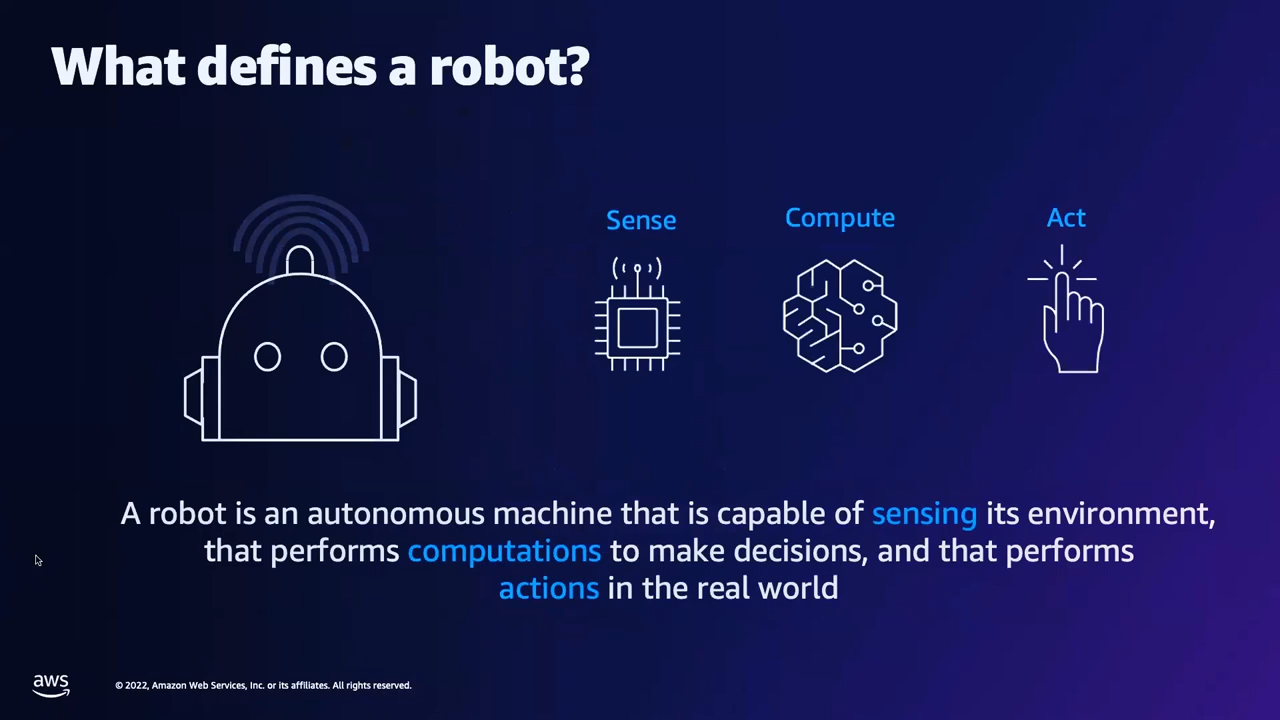 What defines a robot?
Sense
Compute
Act
A robot is an autonomous machine that is capable of sensing its environment,
that performs computations to make decisions, and that performs
actions in the real world
aws
© 2022, Amazon Web Services, Inc. or its affiliates. All rights reserved.